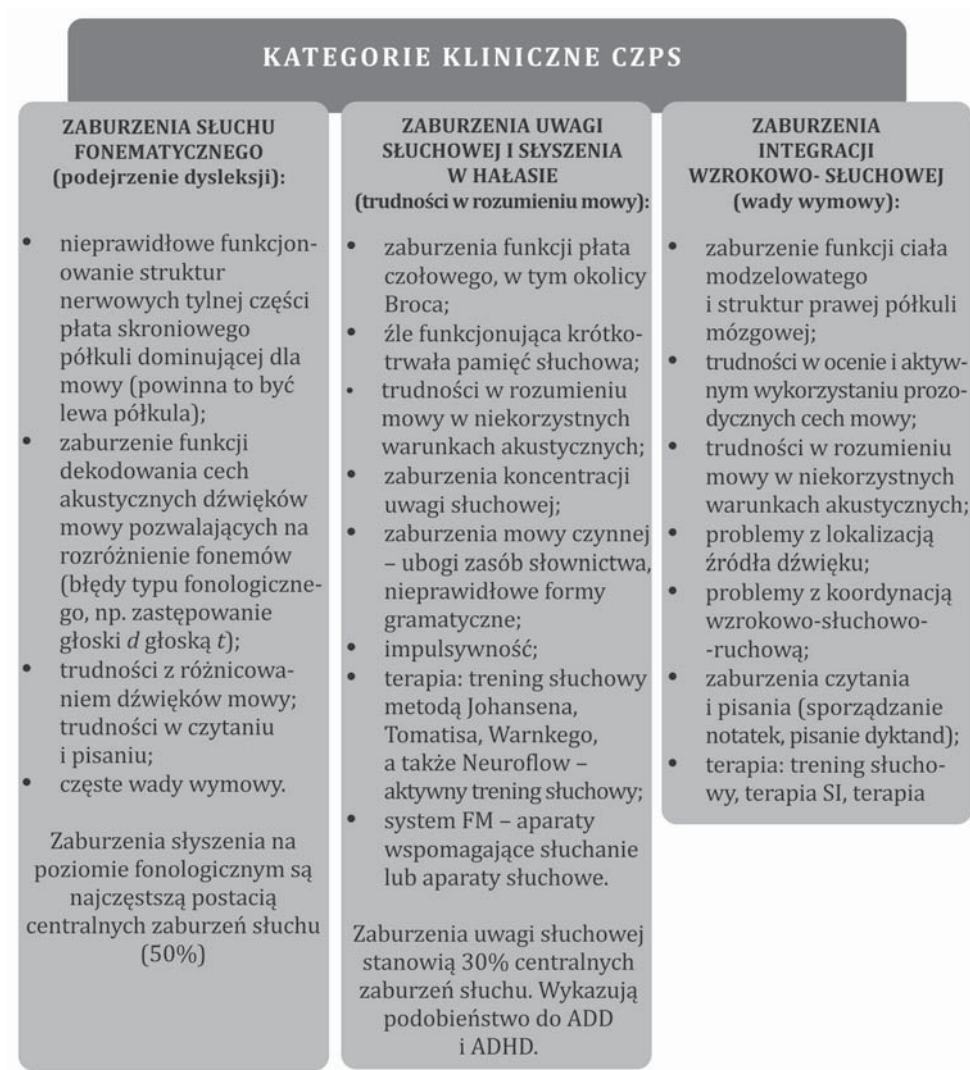 KATEGORIE KLINICZNE CZPS
ZABURZENIA SŁUCHU
FONEMATYCZNEGO
(podejrzenie dysleksji):
• nieprawidłowe funkcjon-
owanie struktur
nerwowych tylnej części
płata skroniowego
półkuli dominującej dla
mowy (powinna to być
lewa półkula);
• zaburzenie funkcji
dekodowania cech
akustycznych dźwięków
mowy pozwalających na
rozróżnienie fonemów
(błędy typu fonologiczne-
go, np. zastępowanie
głoski d głoską t);
• trudności z różnicowa-
niem dźwięków mowy;
trudności w czytaniu
i pisaniu;
• częste wady wymowy.
Zaburzenia słyszenia na
poziomie fonologicznym są
najczęstszą postacią
centralnych zaburzeń słuchu
(50%)
ZABURZENIA UWAGI
SŁUCHOWEJ I SŁYSZENIA
W HAŁASIE
(trudności w rozumieniu mowy):
• zaburzenia funkcji płata
czołowego, w tym okolicy
Broca;
• źle funkcjonująca krótko-
trwała pamięć słuchowa;
• trudności w rozumieniu
mowy w niekorzystnych
warunkach akustycznych;
• zaburzenia koncentracji
uwagi słuchowej;
• zaburzenia mowy czynnej
– ubogi zasób słownictwa,
nieprawidłowe formy
gramatyczne;
• impulsywność;
• terapia: trening słuchowy
metodą Johansena,
Tomatisa, Warnkego,
a także Neuroflow –
aktywny trening słuchowy;
• system FM – aparaty
wspomagające słuchanie
lub aparaty słuchowe.
Zaburzenia uwagi słuchowej
stanowią 30% centralnych
zaburzeń słuchu. Wykazują
podobieństwo do ADD
i ADHD.
ZABURZENIA
INTEGRACJI
WZROKOWO- SŁUCHOWEJ
(wady wymowy):
• zaburzenie funkcji ciała
modzelowatego
i struktur prawej półkuli
mózgowej;
• trudności w ocenie i aktyw-
nym wykorzystaniu prozo-
dycznych cech mowy;
• trudności w rozumieniu
mowy w niekorzystnych
warunkach akustycznych;
• problemy z lokalizacją
źródła dźwięku;
• problemy z koordynacją
wzrokowo-słuchowo-
-ruchową;
• zaburzenia czytania
i pisania (sporządzanie
notatek, pisanie dyktand);
• terapia: trening słucho-
wy, terapia SI, terapia